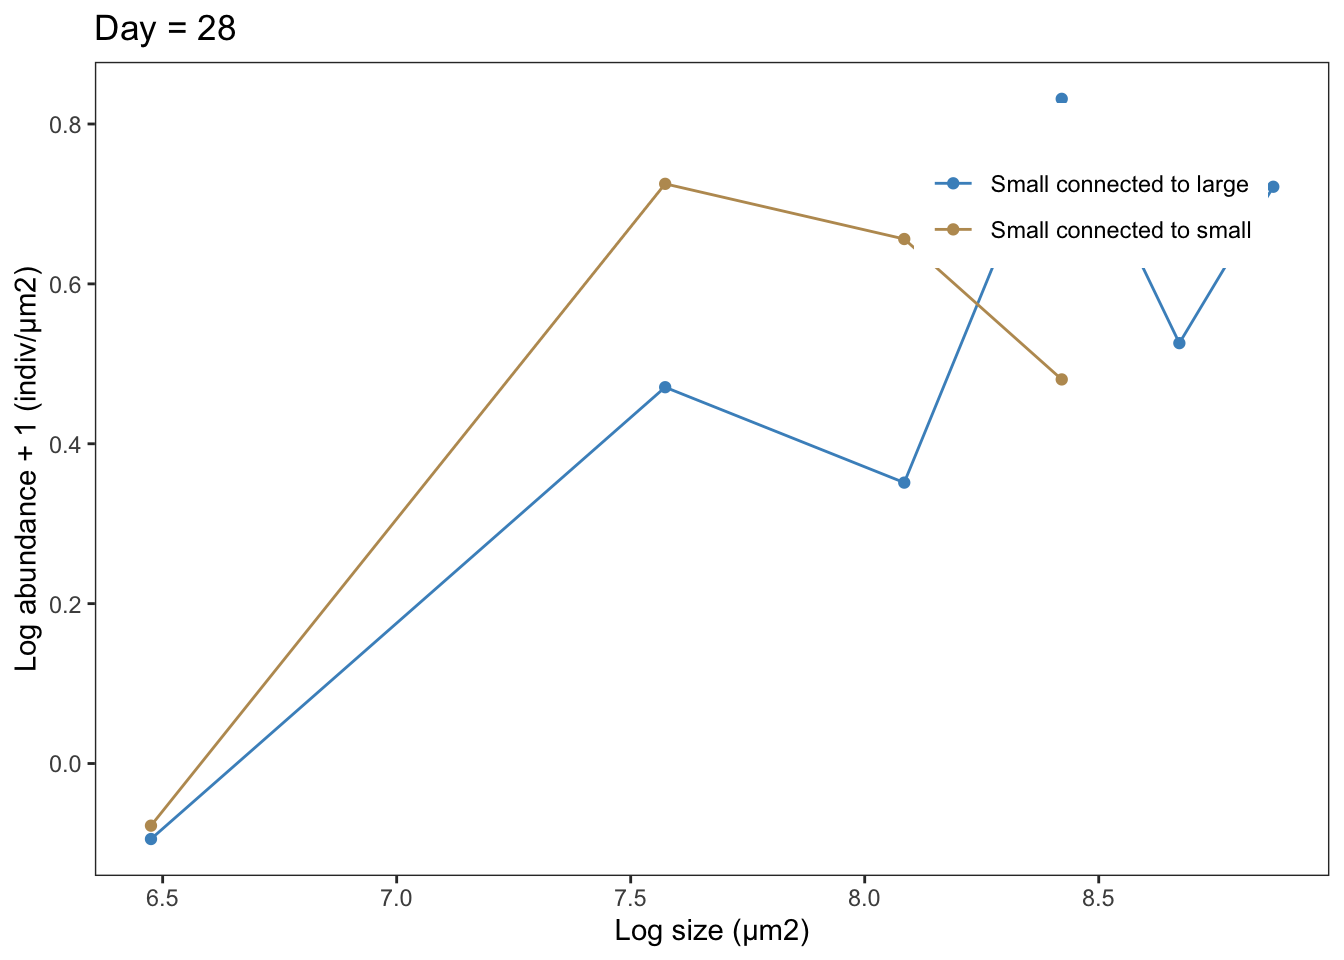 Day = 28
Log abundance + 1 (indiv/µm2)
0.8
0.6
0.4
0.2
0.0
Small connected to large
Small connected to small
6.5 7.0 7.5 8.0 8.5
Log size (µm2)